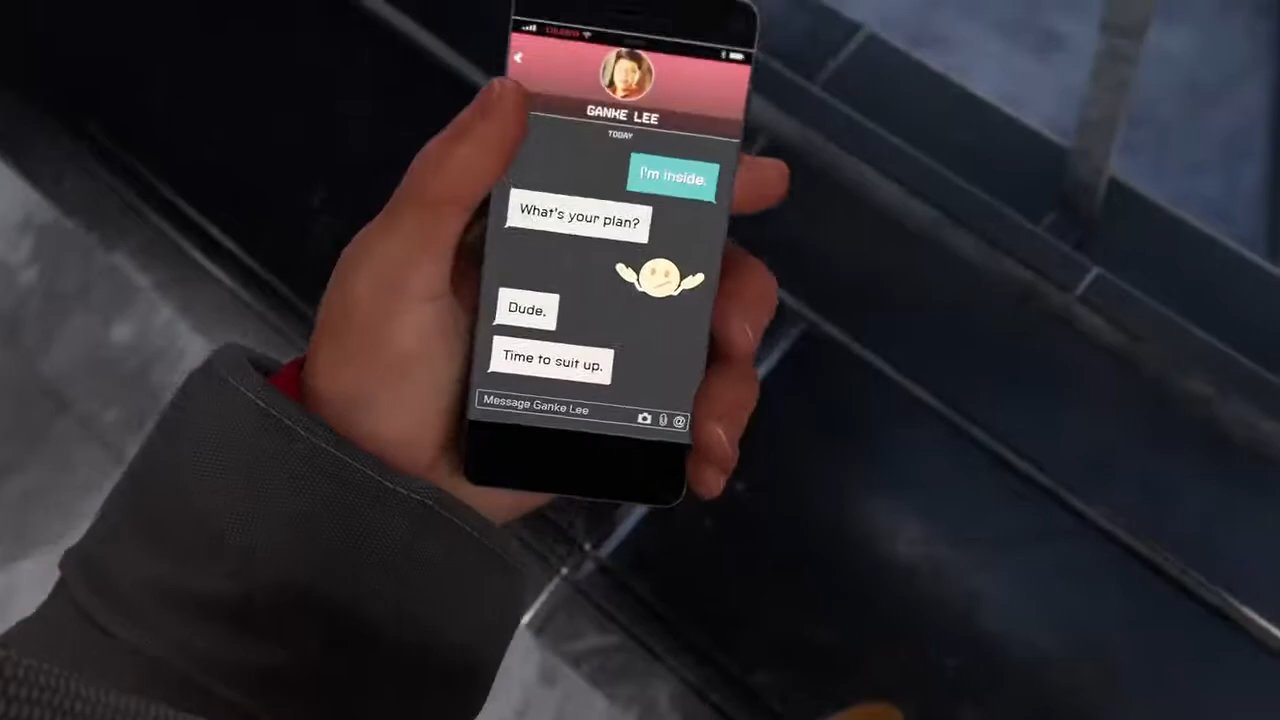 GANKE LEE
TODAY
I'm inside.
What's your plan?
Dude.
Time to suit up.
Message Ganke Lee @